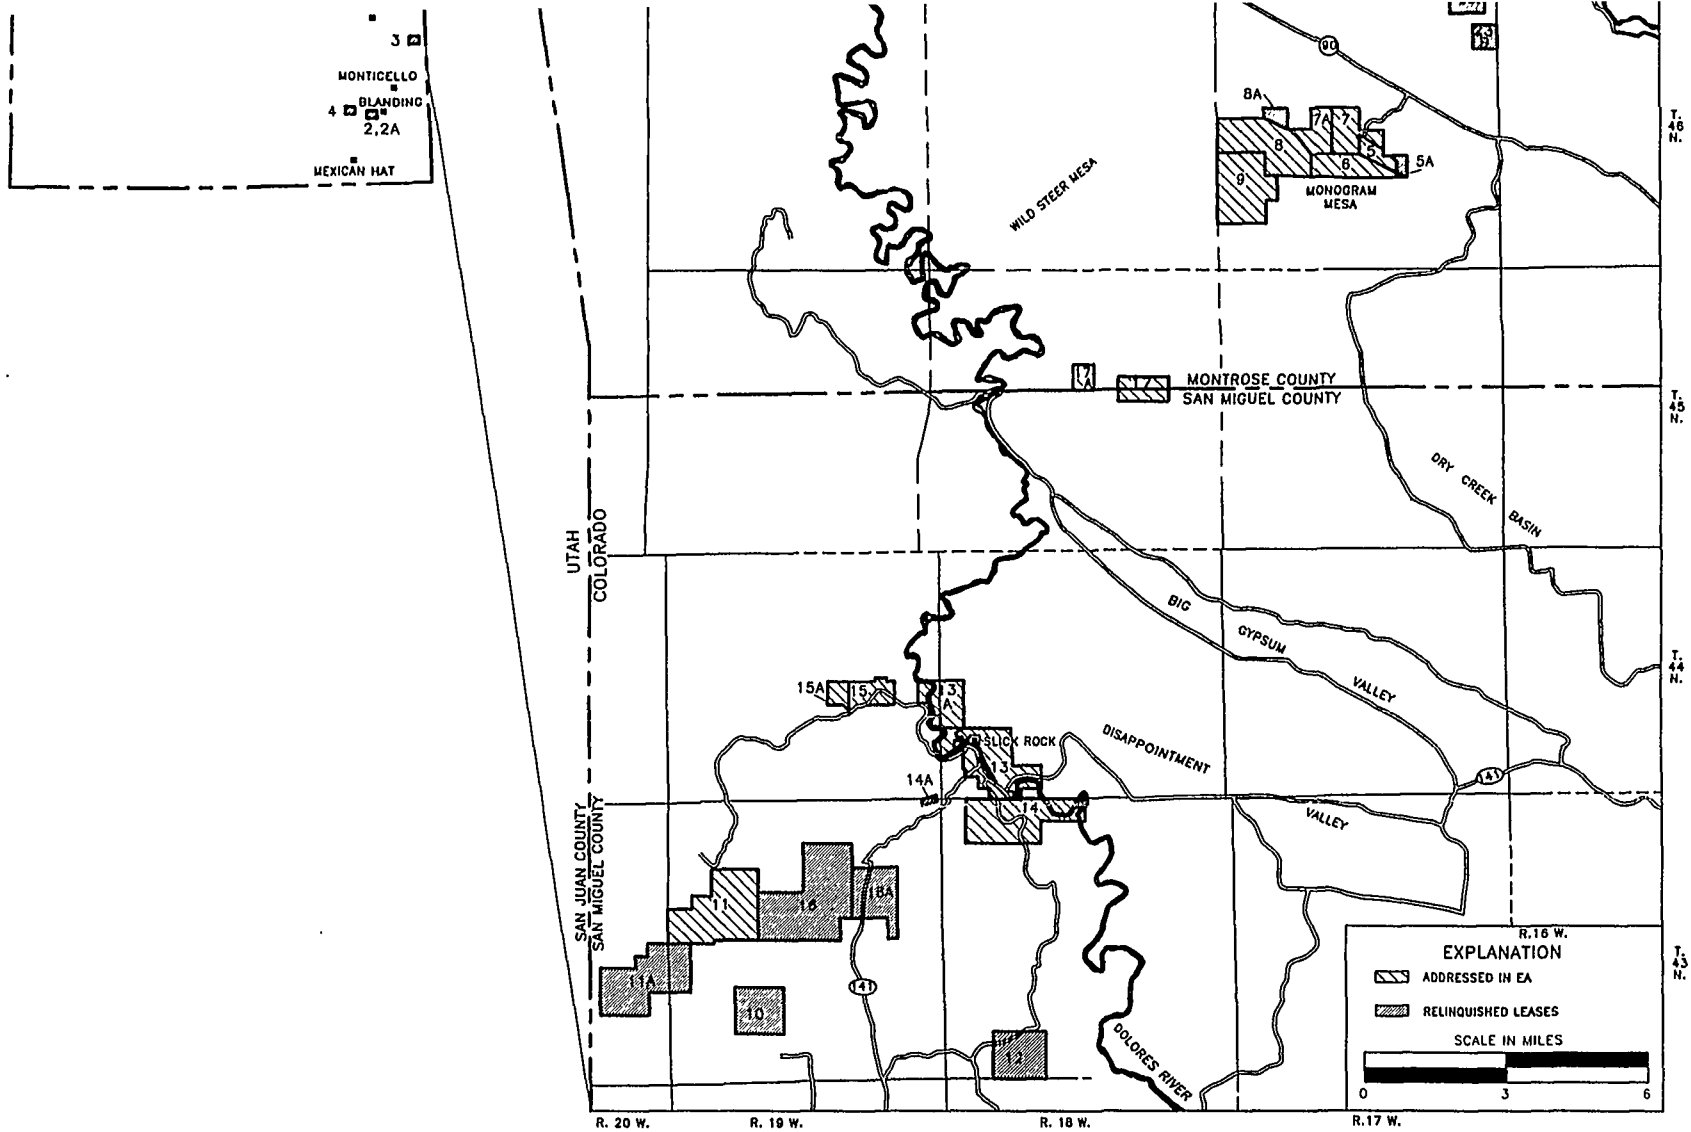 3
MONTICELLO
BLANDING
4
2,2A
MEXICAN HAT
90
23
8A
7A
7
8
5
6
5A
9
MONOGRAM
MESA
T.
46
N.
WILD STEER MESA
17
A
17
MONTROSE COUNTY
SAN MIGUEL COUNTY
T.
45
N.
DRY CREEK BASIN
UTAH
COLORADO
BIG GYPSUM VALLEY
T.
44
N.
15A
15
13
A
SLICK ROCK
13
DISAPPOINTMENT
VALLEY
141
14A
14
SAN JUAN COUNTY
SAN MIGUEL COUNTY
11
16
16A
11A
10
141
12
DOLORES RIVER
R.16 W.
T.
43
N.
EXPLANATION
ADDRESSED IN EA
RELINQUISHED LEASES
SCALE IN MILES
0 3 6
R. 20 W.
R. 19 W.
R. 18 W.
R.17 W.